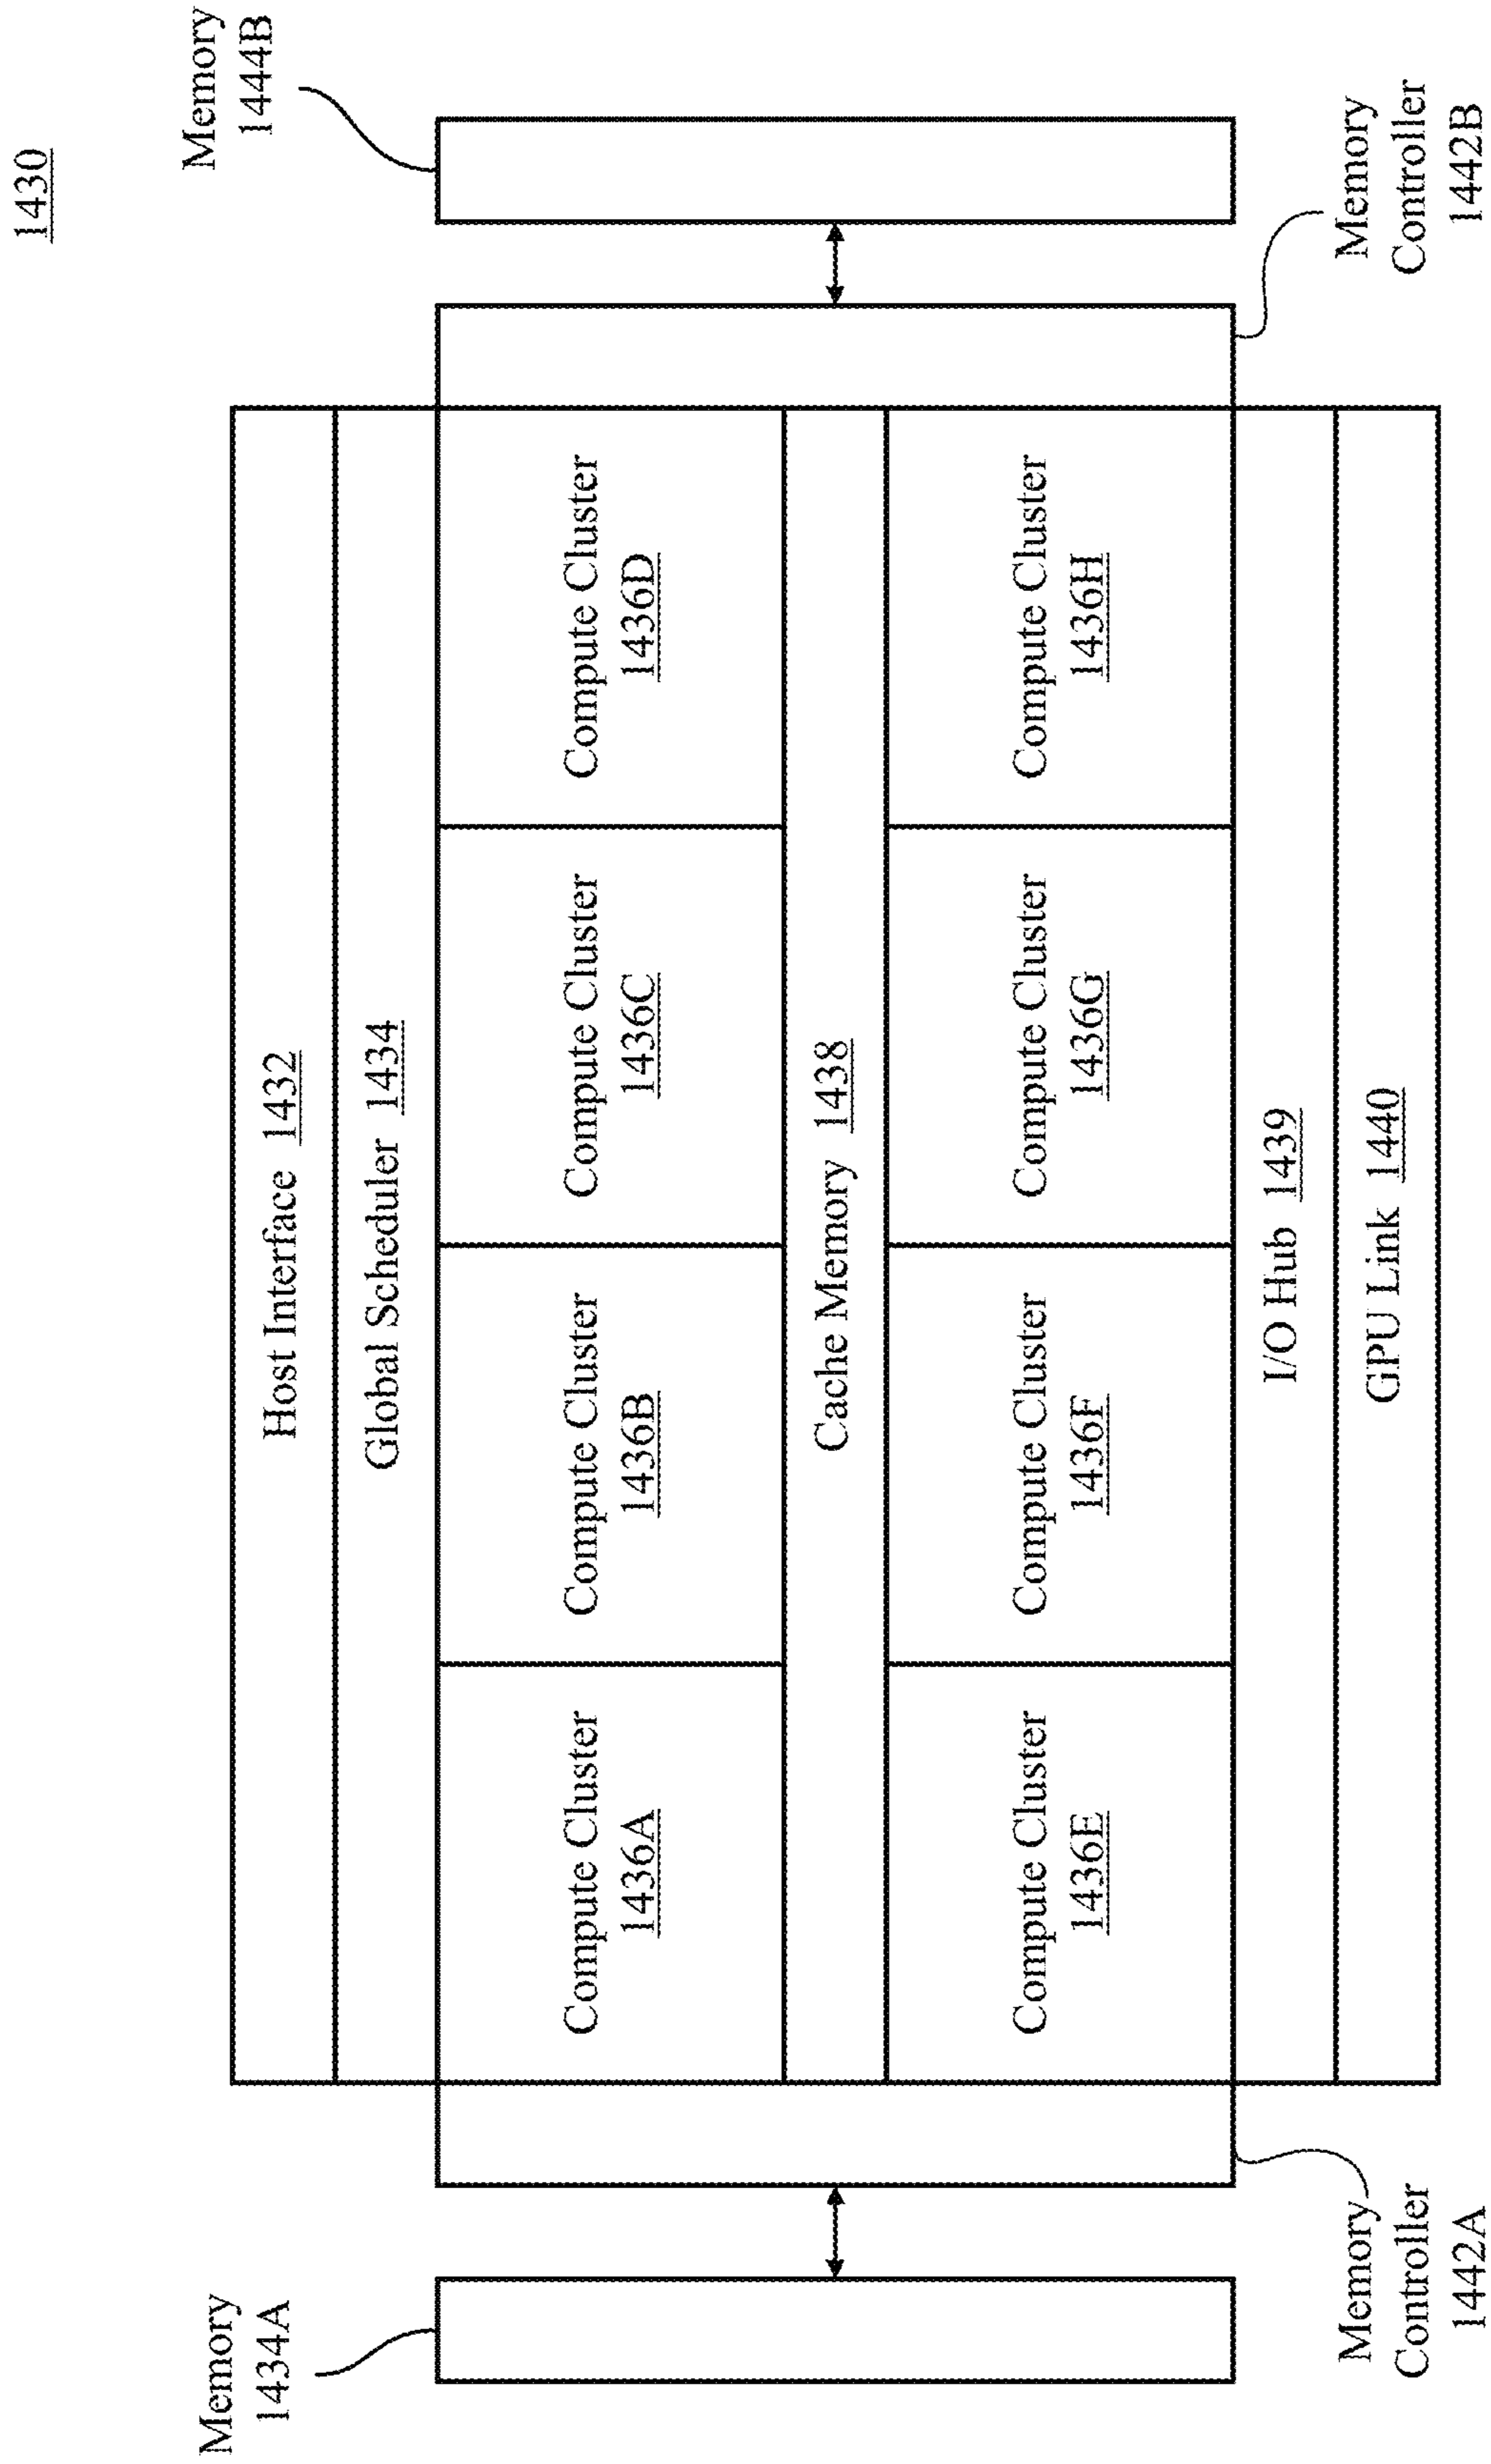 1430
Memory
1434A
Memory
1444B
Host Interface 1432
Global Scheduler 1434
Compute Cluster
1436A
Compute Cluster
1436B
Compute Cluster
1436C
Compute Cluster
1436D
Cache Memory 1438
Compute Cluster
1436E
Compute Cluster
1436F
Compute Cluster
1436G
Compute Cluster
1436H
I/O Hub 1439
GPU Link 1440
Memory
Controller
1442A
Memory
Controller
1442B